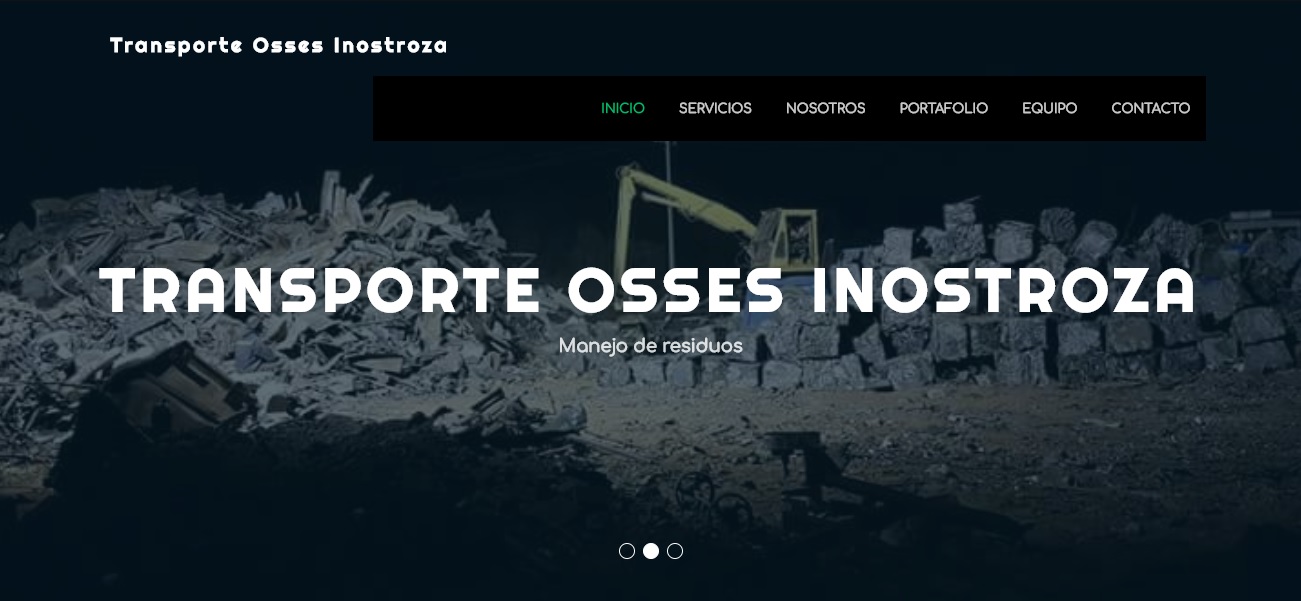 Transporte Osses Inostroza
INICIO SERVICIOS NOSOTROS PORTAFOLIO EQUIPO CONTACTO
TRANSPORTE OSSES INOSTROZA
Manejo de residuos